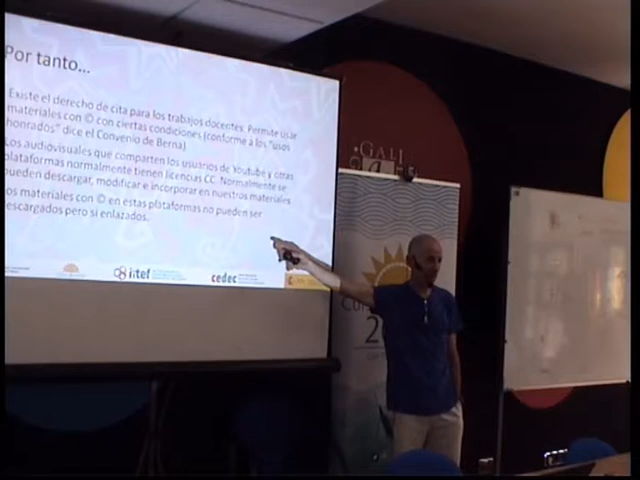 Por tanto...
Existe el derecho de cita para los trabajos docentes. Permite usar
materiales con © con ciertas condiciones (conforme a los "usos
honrados" dice el Convenio de Berna)
Los audiovisuales que comparten los usuarios de Youtube y otras
plataformas normalmente tienen licencias CC. Normalmente se
pueden descargar, modificar e incorporar en nuestros materiales
os materiales con © en estas plataformas no pueden ser
escargados pero sí enlazados.
intef
cedec
GALI